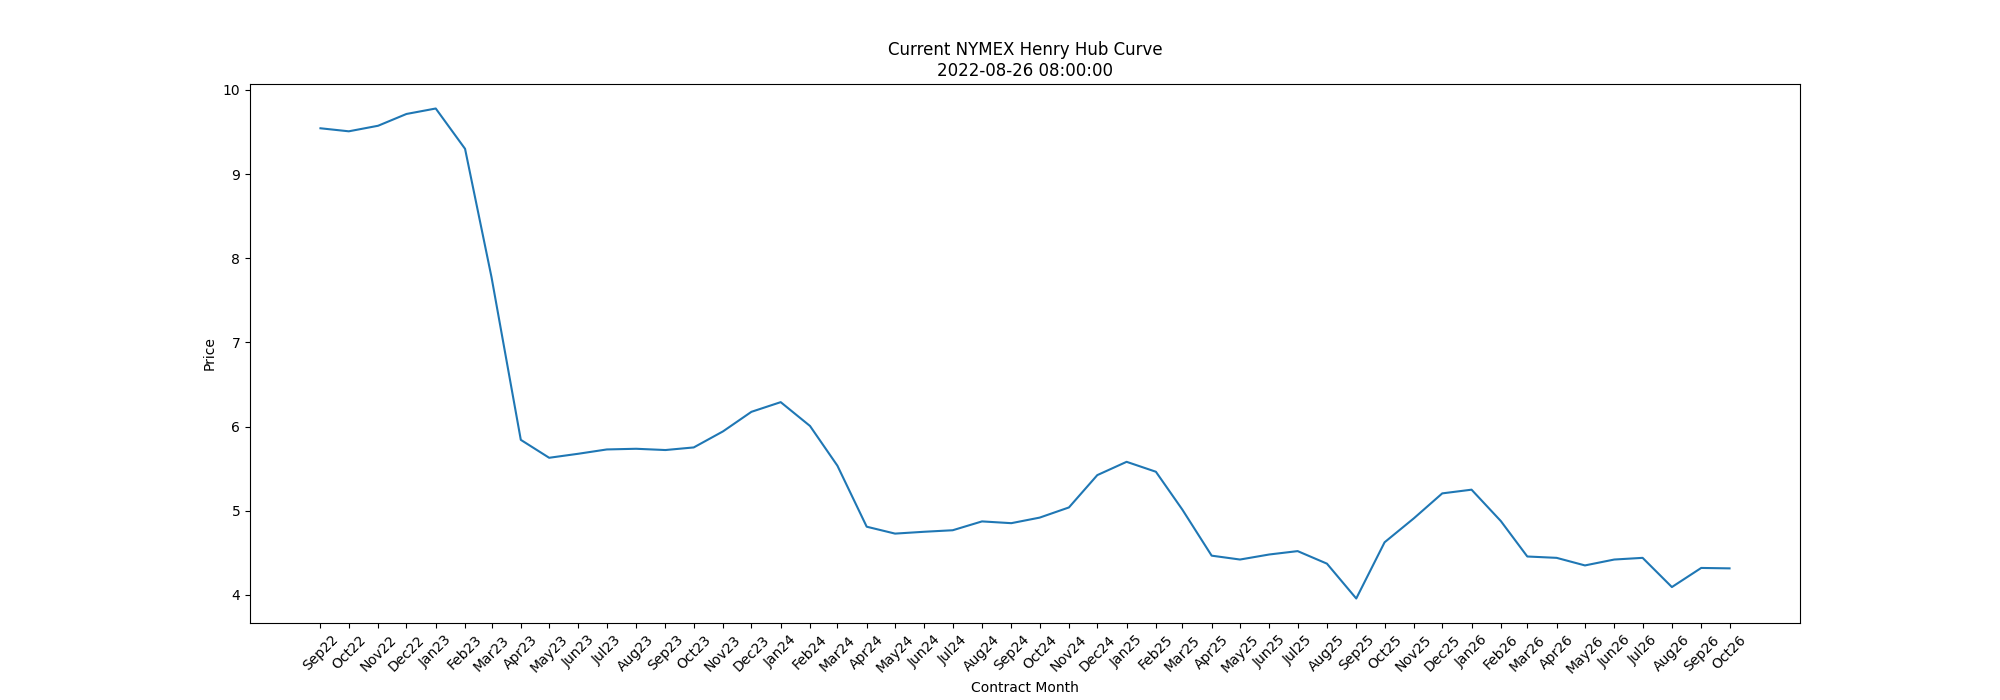 Current NYMEX Henry Hub Curve
2022-08-26 08:00:00
10
9
8
7
6
5
4
Price
Sep22
Oct22
Nov22
Dec22
Jan23
Feb23
Mar23
Apr23
May23
Jun23
Jul23
Aug23
Sep23
Oct23
Nov23
Dec23
Jan24
Feb24
Mar24
Apr24
May24
Jun24
Jul24
Aug24
Sep24
Oct24
Nov24
Dec24
Jan25
Feb25
Mar25
Apr25
May25
Jun25
Jul25
Aug25
Sep25
Oct25
Nov25
Dec25
Jan26
Feb26
Mar26
Apr26
May26
Jun26
Jul26
Aug26
Sep26
Oct26
Contract Month